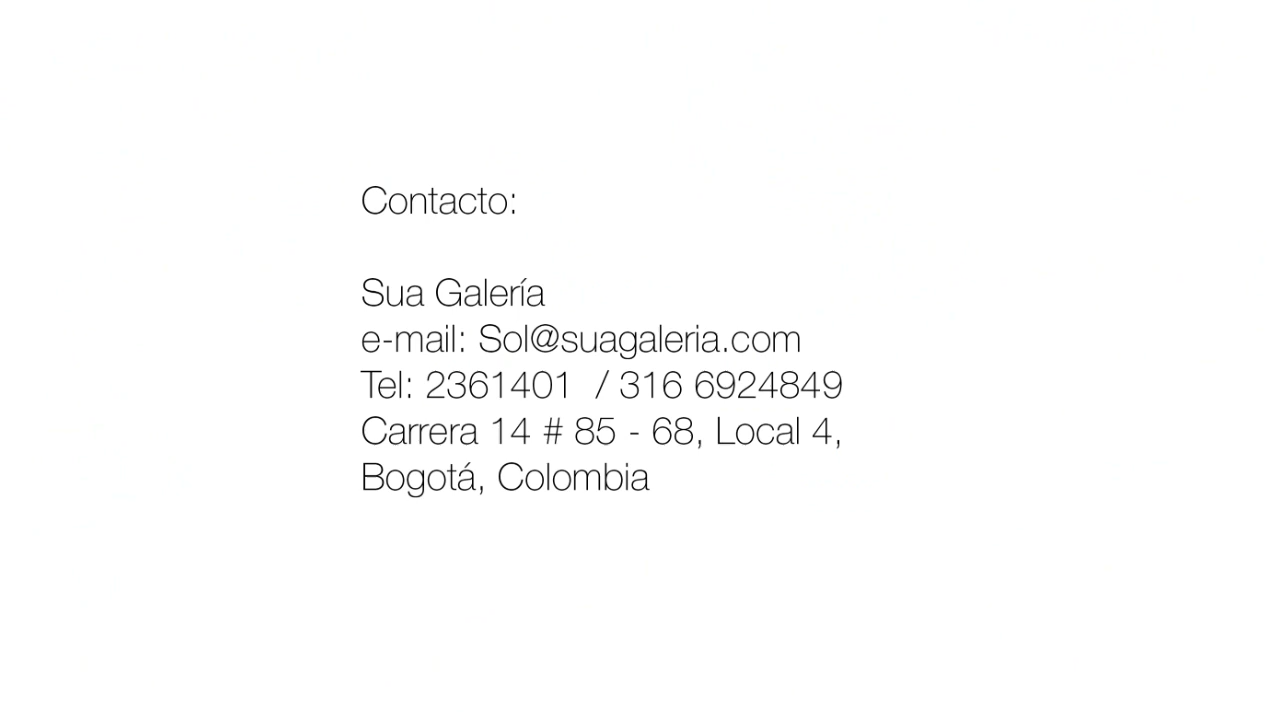 Contacto:
Sua Galería
e-mail: Sol@suagaleria.com
Tel: 2361401  / 316 6924849
Carrera 14 # 85 - 68, Local 4,
Bogotá, Colombia